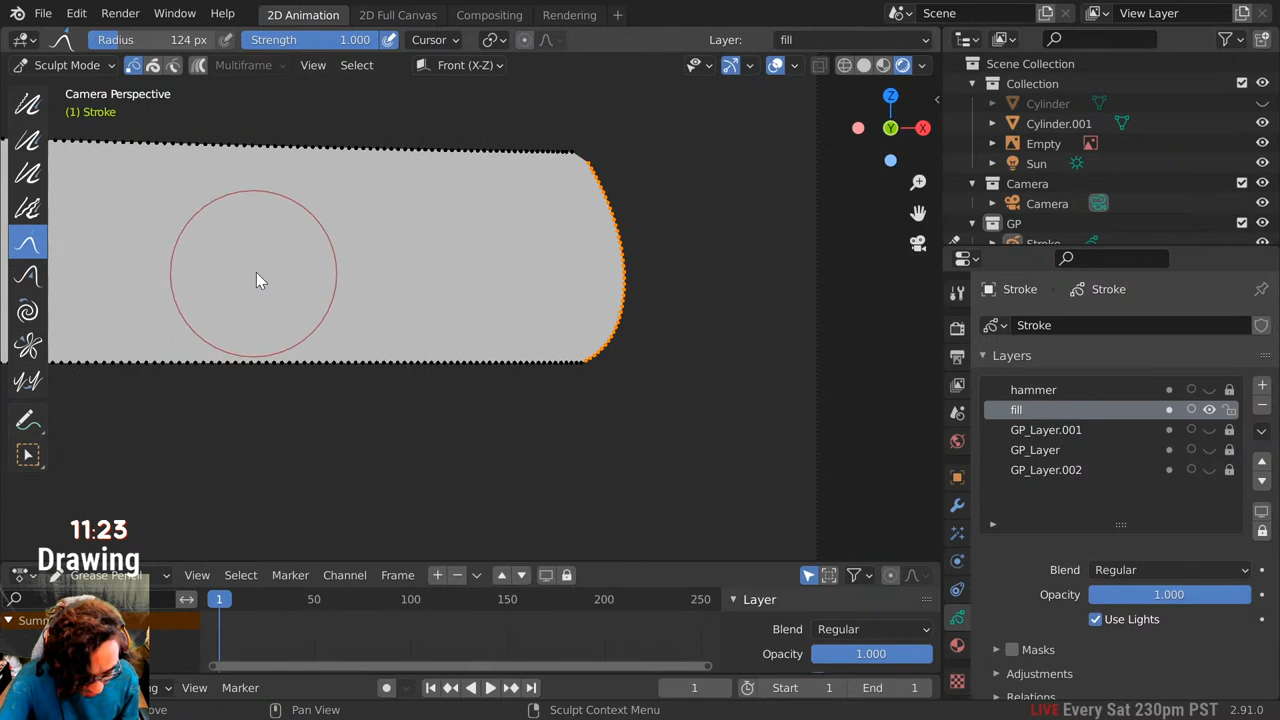 File Edit Render Window Help 2D Animation 2D Full Canvas Compositing Rendering Scene View Layer
Radius 124 px Strength 1.000 Cursor Layer: fill
Sculpt Mode Multiframe View Select Front (X-Z)
Scene Collection
Collection
Cylinder
Cylinder.001
Empty
Sun
Camera
Camera
GP
Stroke
Camera Perspective
(1) Stroke
Z
Y
X
Stroke Stroke
Stroke
Layers
hammer
fill
GP_Layer.001
GP_Layer
GP_Layer.002
Blend Regular
Opacity 1.000
Use Lights
Masks
Adjustments
Relations
11:23
Drawing
Grease Pencil View Select Marker Channel Frame
1 50 100 150 200 250
Summ
Layer
Blend Regular
Opacity 1.000
View Marker 1 Start 1 End 1
Pan View Sculpt Context Menu
LIVE Every Sat 230pm PST 2.91.0